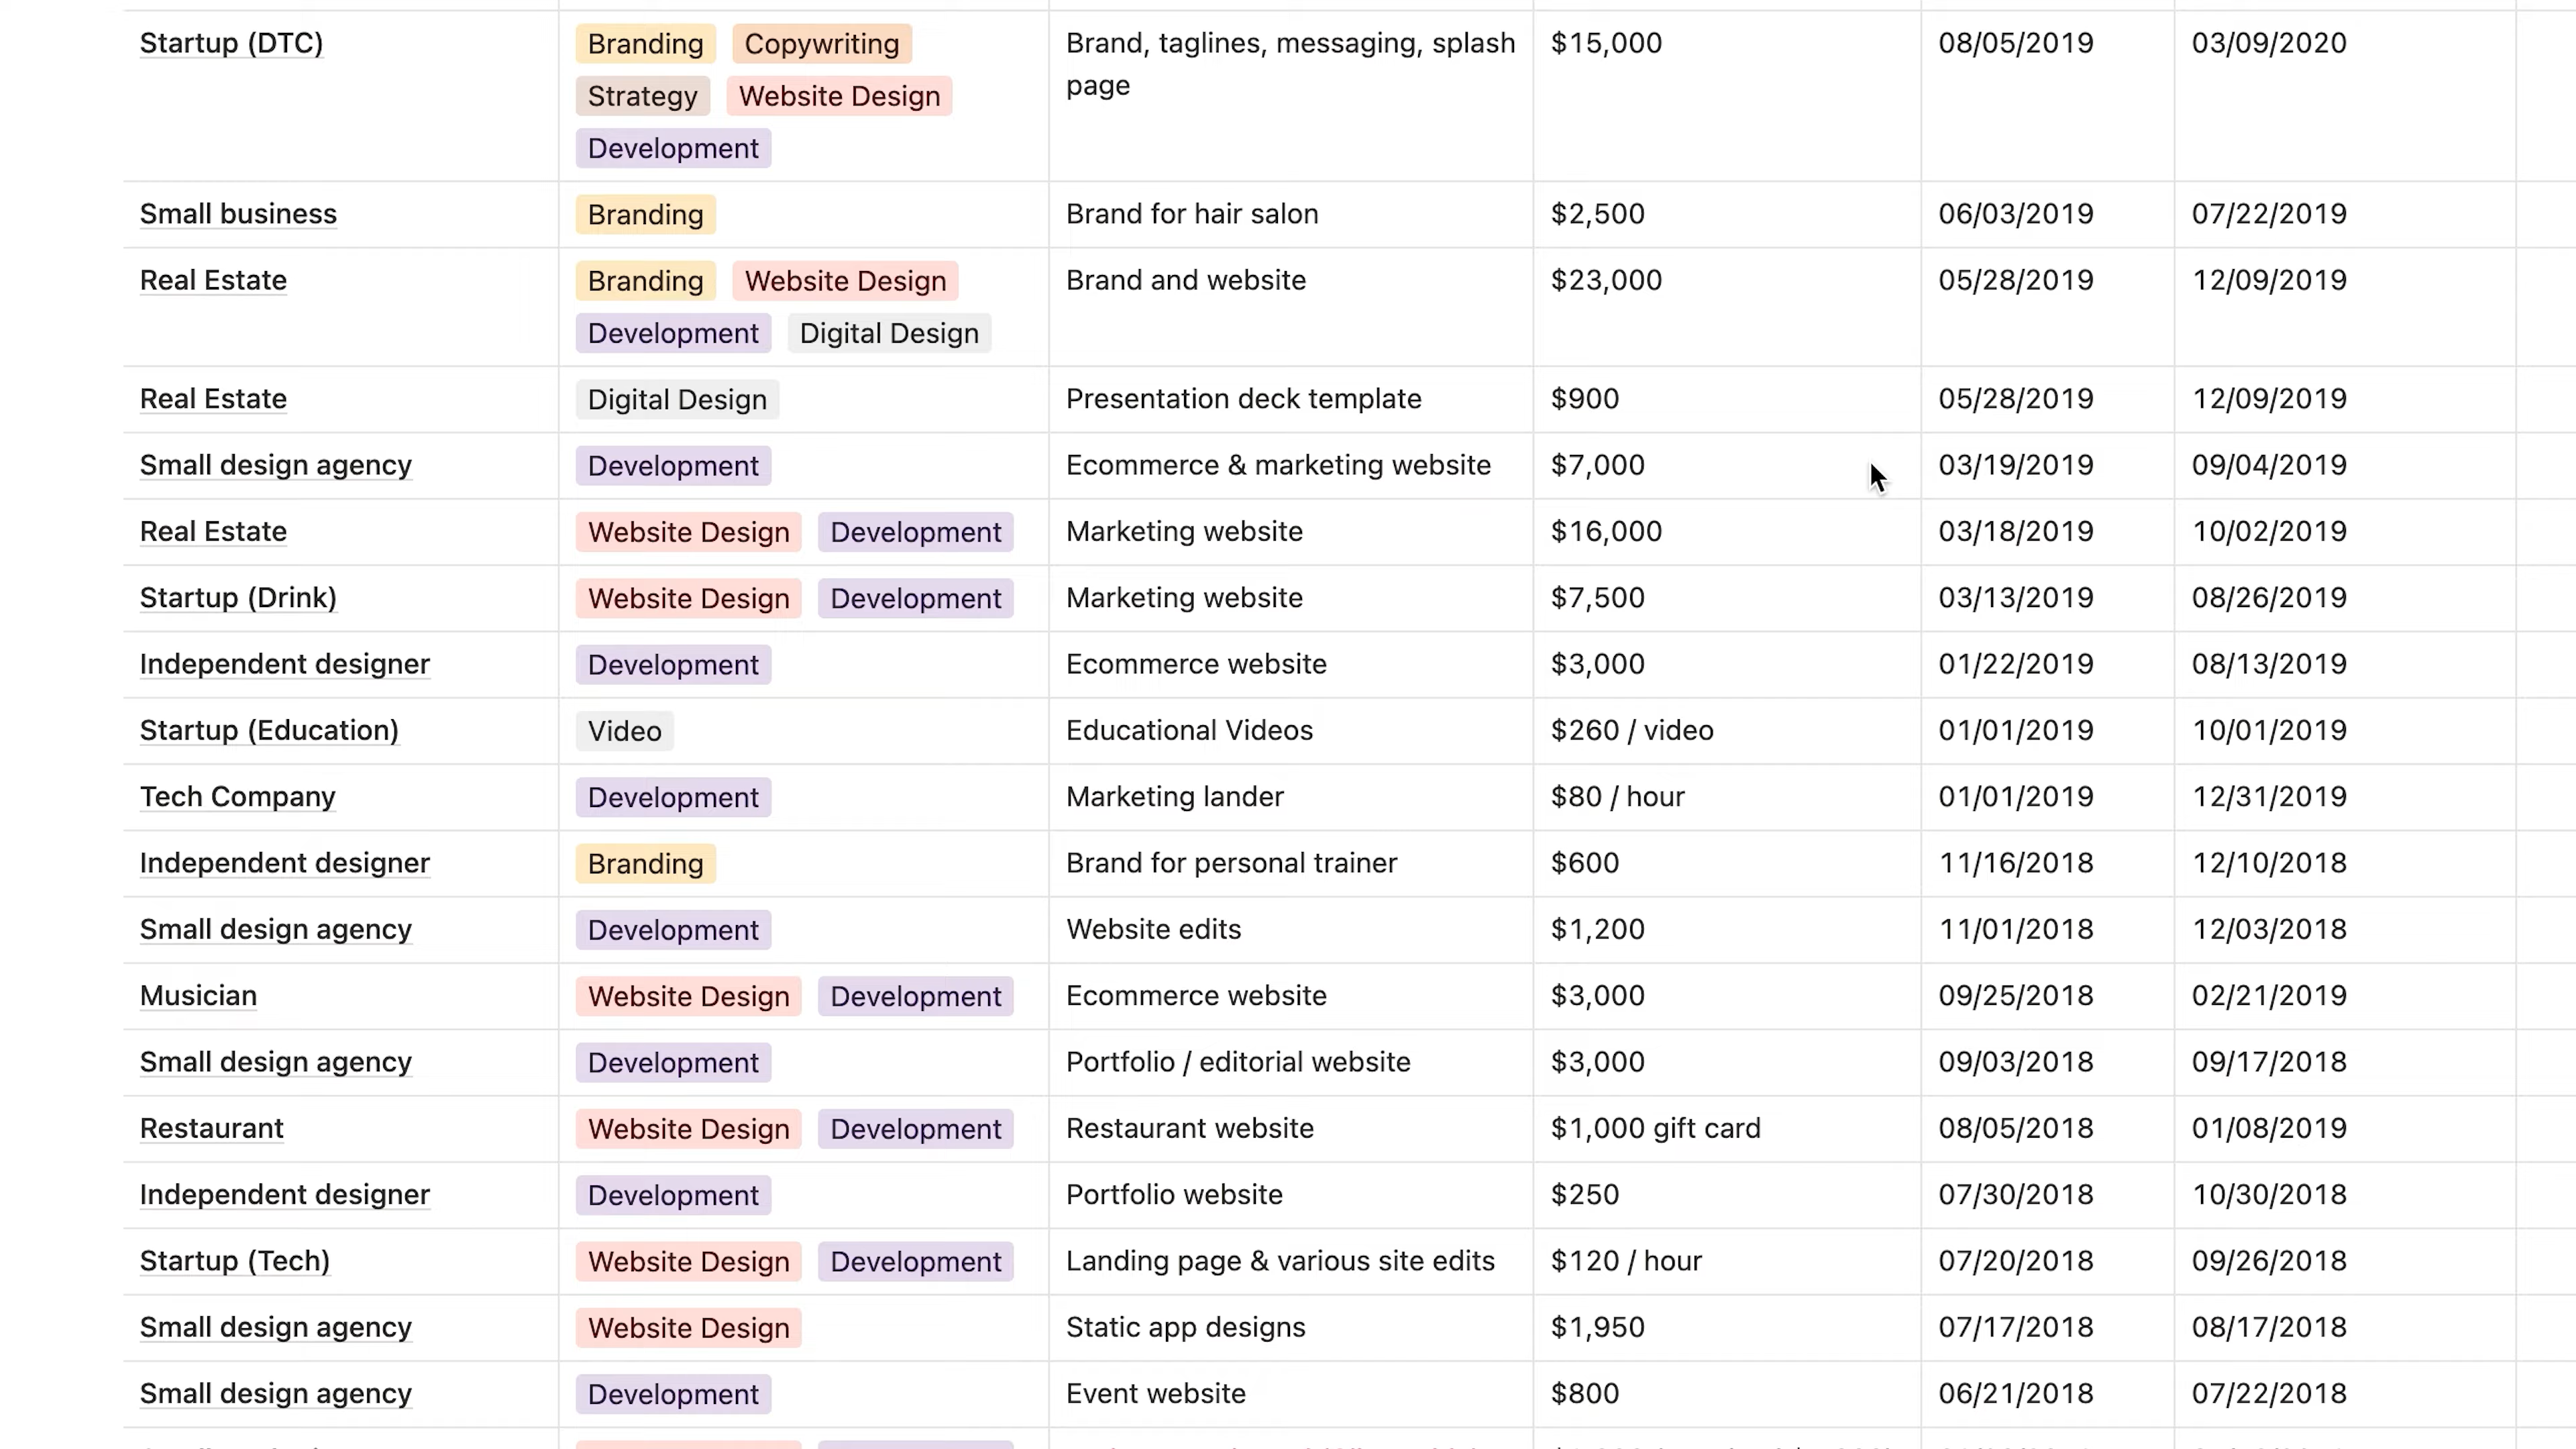 Startup (DTC) Branding Copywriting Brand, taglines, messaging, splash $15,000 08/05/2019 03/09/2020
page
Strategy Website Design
Development
Small business Branding Brand for hair salon $2,500 06/03/2019 07/22/2019
Real Estate Branding Website Design Brand and website $23,000 05/28/2019 12/09/2019
Development Digital Design
Real Estate Digital Design Presentation deck template $900 05/28/2019 12/09/2019
Small design agency Development Ecommerce & marketing website $7,000 03/19/2019 09/04/2019
Real Estate Website Design Development Marketing website $16,000 03/18/2019 10/02/2019
Startup (Drink) Website Design Development Marketing website $7,500 03/13/2019 08/26/2019
Independent designer Development Ecommerce website $3,000 01/22/2019 08/13/2019
Startup (Education) Video Educational Videos $260 / video 01/01/2019 10/01/2019
Tech Company Development Marketing lander $80 / hour 01/01/2019 12/31/2019
Independent designer Branding Brand for personal trainer $600 11/16/2018 12/10/2018
Small design agency Development Website edits $1,200 11/01/2018 12/03/2018
Musician Website Design Development Ecommerce website $3,000 09/25/2018 02/21/2019
Small design agency Development Portfolio / editorial website $3,000 09/03/2018 09/17/2018
Restaurant Website Design Development Restaurant website $1,000 gift card 08/05/2018 01/08/2019
Independent designer Development Portfolio website $250 07/30/2018 10/30/2018
Startup (Tech) Website Design Development Landing page & various site edits $120 / hour 07/20/2018 09/26/2018
Small design agency Website Design Static app designs $1,950 07/17/2018 08/17/2018
Small design agency Development Event website $800 06/21/2018 07/22/2018